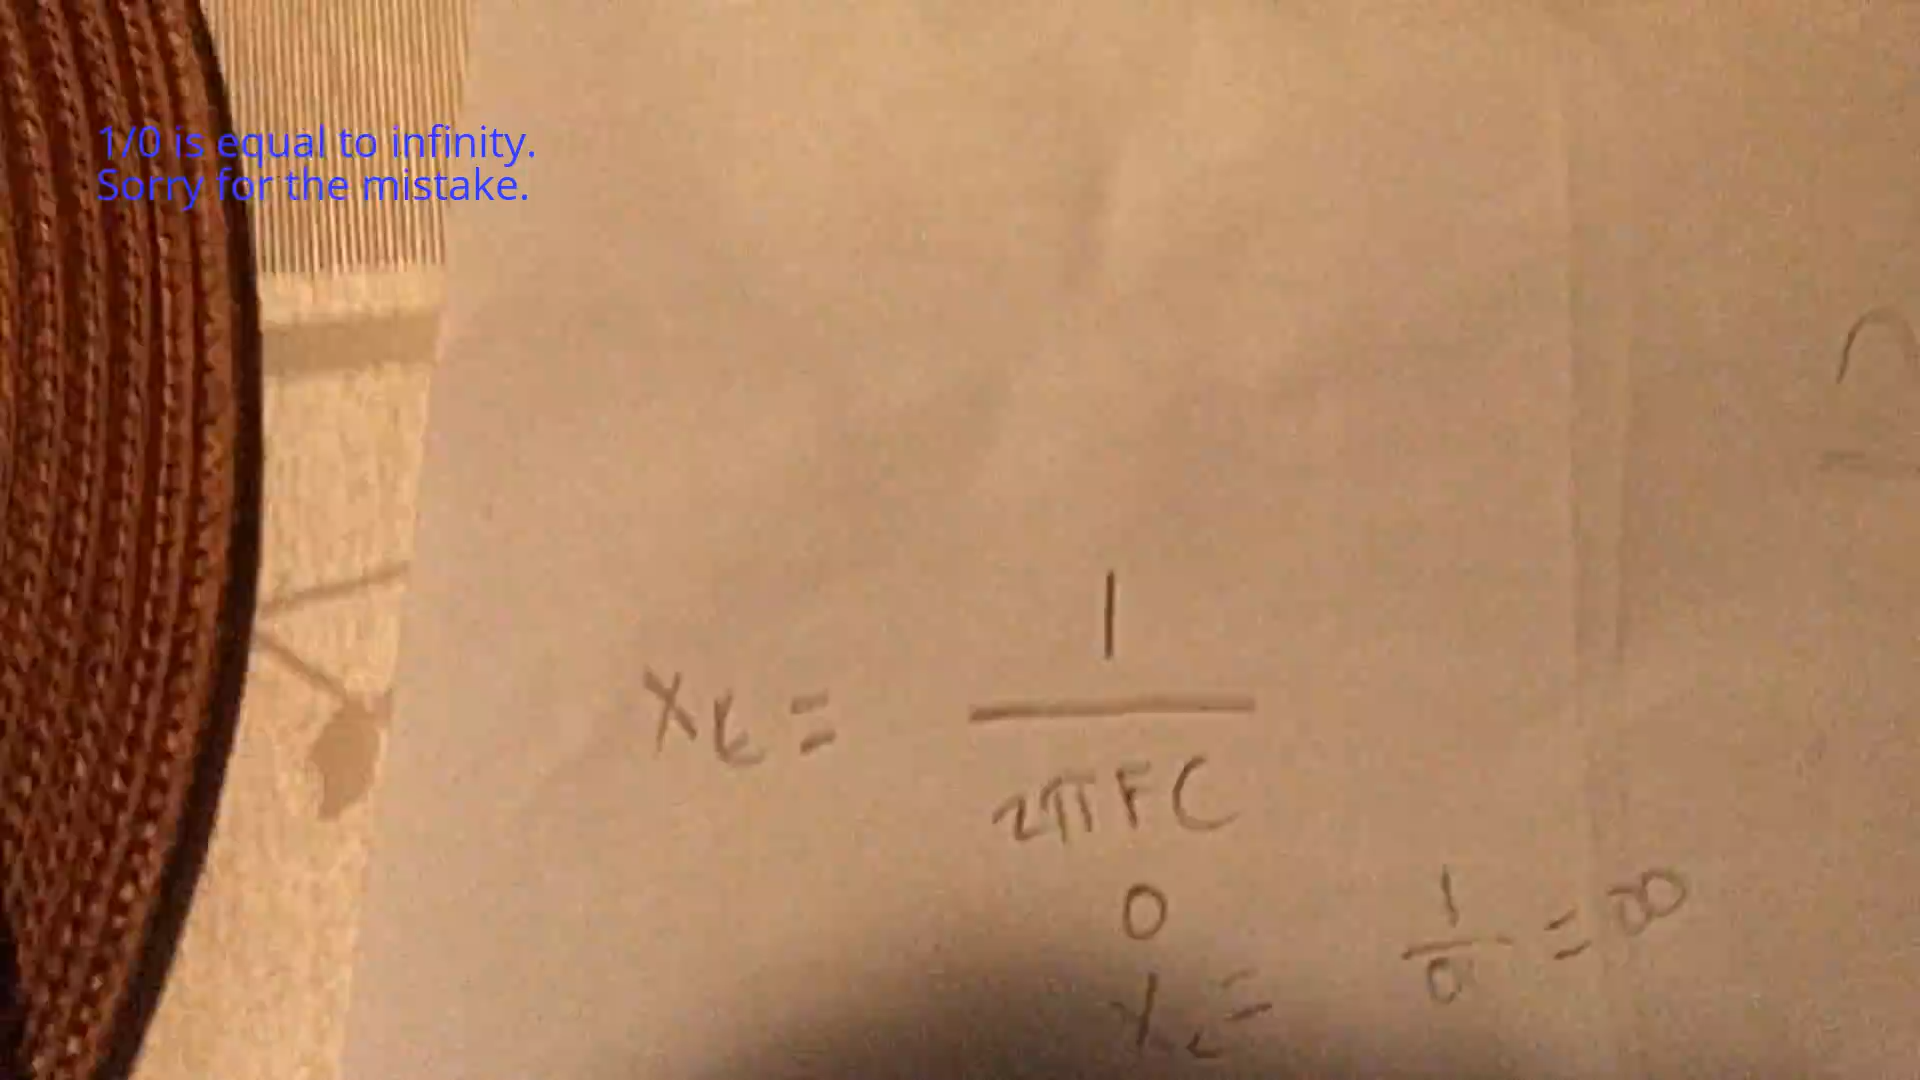 1/0 is equal to infinity.
Sorry for the mistake.
Xc = 1 / 2πFC
0
Xc = 1/0 = ∞